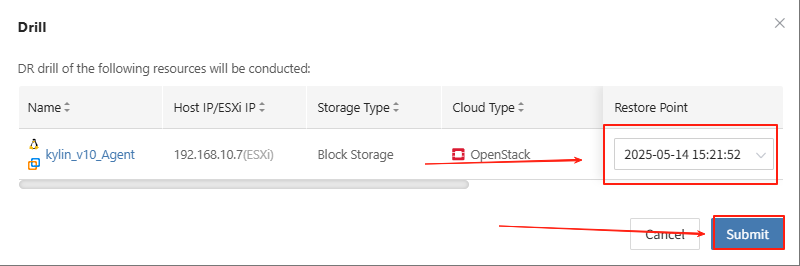 Drill
DR drill of the following resources will be conducted:
Name Host IP/ESXi IP Storage Type Cloud Type Restore Point
kylin_v10_Agent 192.168.10.7(ESXi) Block Storage OpenStack 2025-05-14 15:21:52
Cancel Submit